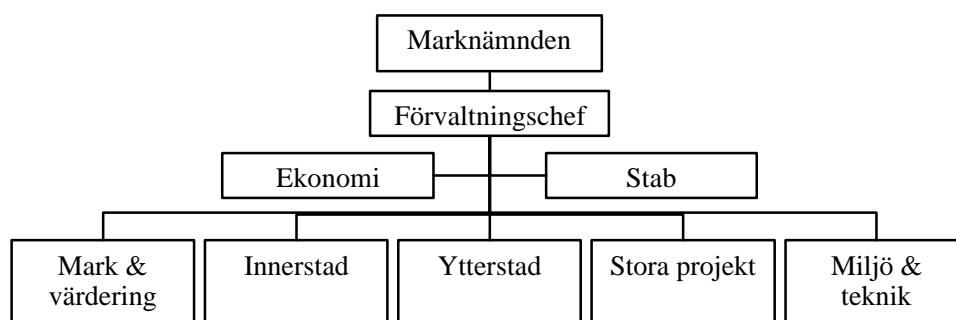 Marknämnden
Förvaltningschef
Ekonomi
Stab
Mark &
värdering
Innerstad
Ytterstad
Stora projekt
Miljö &
teknik